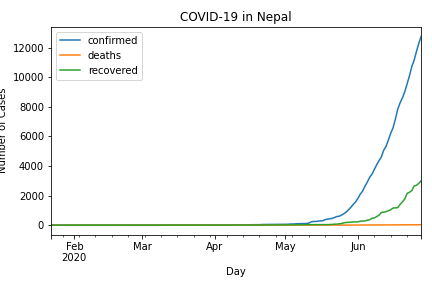 COVID-19 in Nepal
confirmed
deaths
recovered
12000
10000
8000
6000
4000
2000
0
Number of Cases
Feb
2020
Mar
Apr
May
Jun
Day